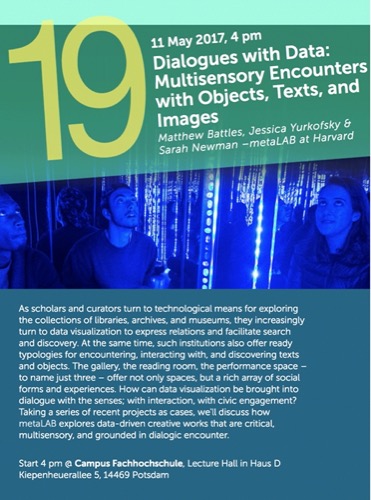 19
11 May 2017, 4 pm
Dialogues with Data:
Multisensory Encounters
with Objects, Texts, and
Images
Matthew Battles, Jessica Yurkofsky &
Sarah Newman –metaLAB at Harvard
As scholars and curators turn to technological means for exploring
the collections of libraries, archives, and museums, they increasingly
turn to data visualization to express relations and facilitate search
and discovery. At the same time, such institutions also offer ready
typologies for encountering, interacting with, and discovering texts
and objects. The gallery, the reading room, the performance space –
to name just three – offer not only spaces, but a rich array of social
forms and experiences. How can data visualization be brought into
dialogue with the senses; with interaction, with civic engagement?
Taking a series of recent projects as cases, we'll discuss how
metaLAB explores data-driven creative works that are critical,
multisensory, and grounded in dialogic encounter.
Start 4 pm @ Campus Fachhochschule, Lecture Hall in Haus D
Kiepenheuerallee 5, 14469 Potsdam